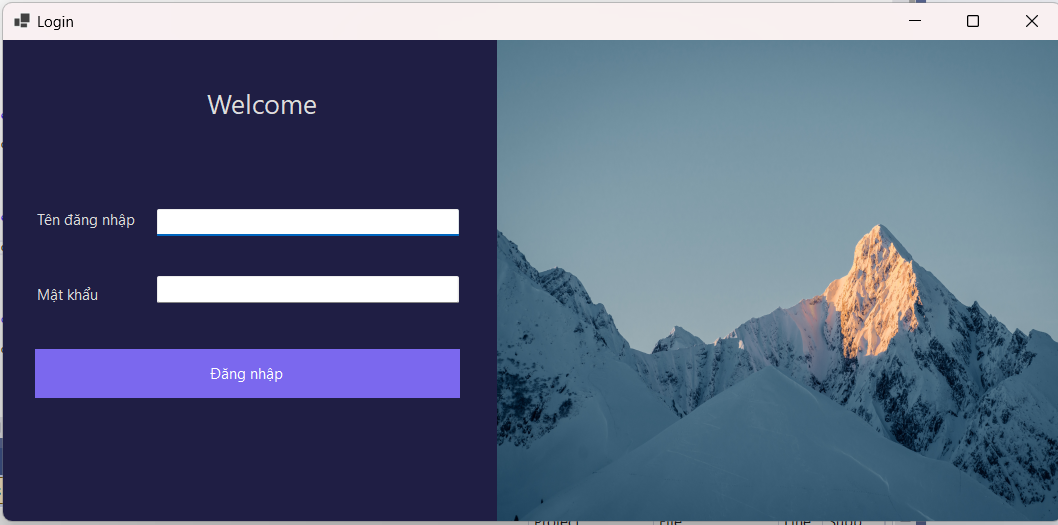 Login
Welcome
Tên đăng nhập
Mật khẩu
Đăng nhập